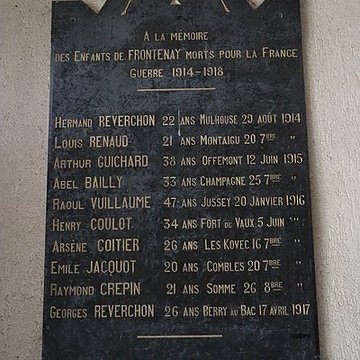 A LA MÉMOIRE
DES ENFANTS DE FRONTENAY MORTS POUR LA FRANCE
GUERRE 1914-1918
HERMAND REVERCHON 22 ANS MULHOUSE 20 AOÛT 1914
LOUIS RENAUD 21 ANS MONTAIGU 20 7BRE "
ARTHUR GUICHARD 38 ANS OFFEMONT 12 JUIN 1915
ABEL BAILLY 33 ANS CHAMPAGNE 25 7BRE "
RAOUL VUILLAUME 47 ANS JUSSEY 20 JANVIER 1916
HENRY COULOT 34 ANS FORT DE VAUX 5 JUIN "
ARSÈNE COITIER 26 ANS LES KOVEC 16 7BRE "
EMILE JACQUOT 20 ANS COMBLES 20 7BRE "
RAYMOND CREPIN 21 ANS SOMME 26 8BRE "
GEORGES REVERCHON 26 ANS BERRY AU BAC 17 AVRIL 1917